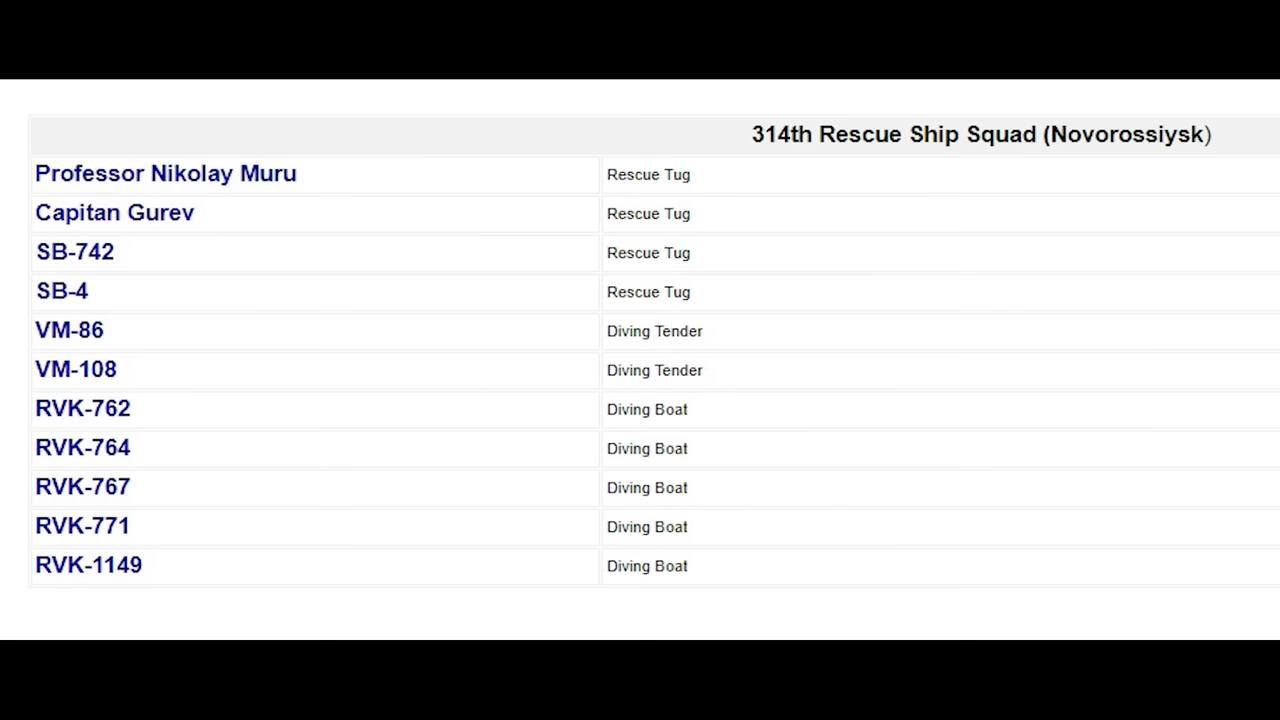 314th Rescue Ship Squad (Novorossiysk)
Professor Nikolay Muru Rescue Tug
Capitan Gurev Rescue Tug
SB-742 Rescue Tug
SB-4 Rescue Tug
VM-86 Diving Tender
VM-108 Diving Tender
RVK-762 Diving Boat
RVK-764 Diving Boat
RVK-767 Diving Boat
RVK-771 Diving Boat
RVK-1149 Diving Boat